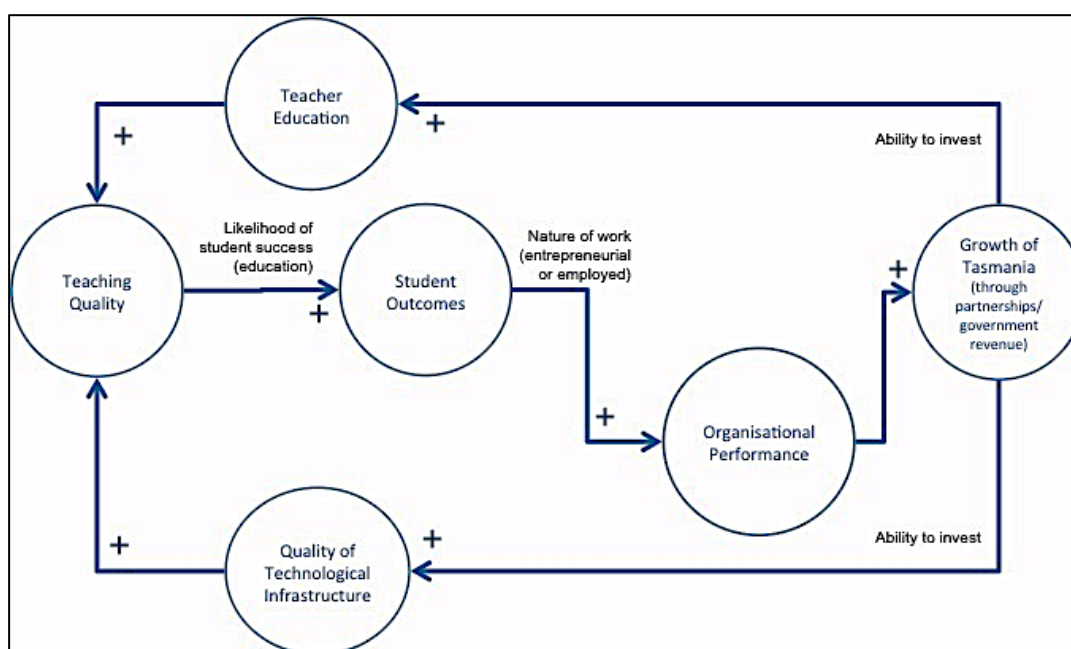 Teacher
Education
+
+
Ability to invest
Likelihood of
student success
(education)
Nature of work
(entrepreneurial
or employed)
Growth of
Tasmania
(through
partnerships/
government
revenue)
+
Teaching
Quality
Student
Outcomes
+
+
Organisational
Performance
Ability to invest
+
+
Quality of
Technological
Infrastructure